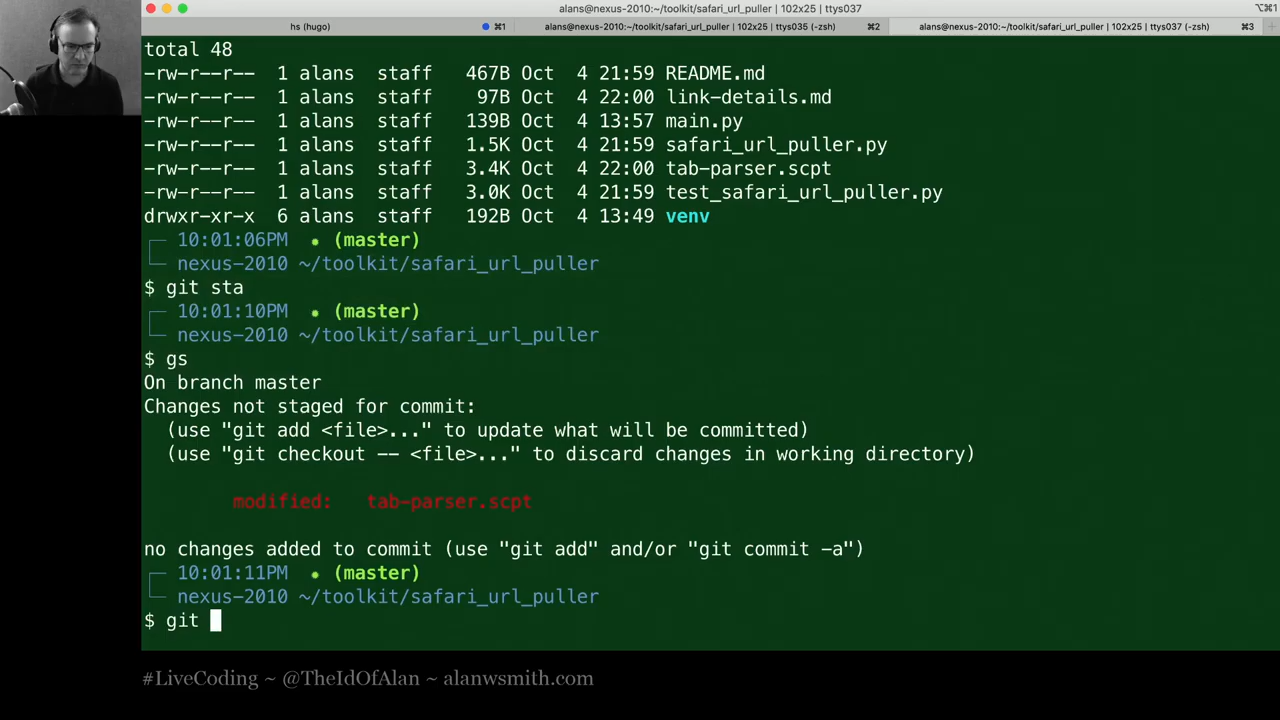 alans@nexus-2010:~/toolkit/safari_url_puller | 102x25 | ttys037
⌥⌘1
hs (hugo) ⌘1
alans@nexus-2010:~/toolkit/safari_url_puller | 102x25 | ttys035 (-zsh) ⌘2
alans@nexus-2010:~/toolkit/safari_url_puller | 102x25 | ttys037 (-zsh) ⌘3
total 48
-rw-r--r-- 1 alans staff 467B Oct 4 21:59 README.md
-rw-r--r-- 1 alans staff 97B Oct 4 22:00 link-details.md
-rw-r--r-- 1 alans staff 139B Oct 4 13:57 main.py
-rw-r--r-- 1 alans staff 1.5K Oct 4 21:59 safari_url_puller.py
-rw-r--r-- 1 alans staff 3.4K Oct 4 22:00 tab-parser.scpt
-rw-r--r-- 1 alans staff 3.0K Oct 4 21:59 test_safari_url_puller.py
drwxr-xr-x 6 alans staff 192B Oct 4 13:49 venv
10:01:06PM (master)
nexus-2010 ~/toolkit/safari_url_puller
$ git sta
10:01:10PM (master)
nexus-2010 ~/toolkit/safari_url_puller
$ gs
On branch master
Changes not staged for commit:
(use "git add <file>..." to update what will be committed)
(use "git checkout -- <file>..." to discard changes in working directory)
modified: tab-parser.scpt
no changes added to commit (use "git add" and/or "git commit -a")
10:01:11PM (master)
nexus-2010 ~/toolkit/safari_url_puller
$ git
#LiveCoding ~ @TheIdOfAlan ~ alanwsmith.com